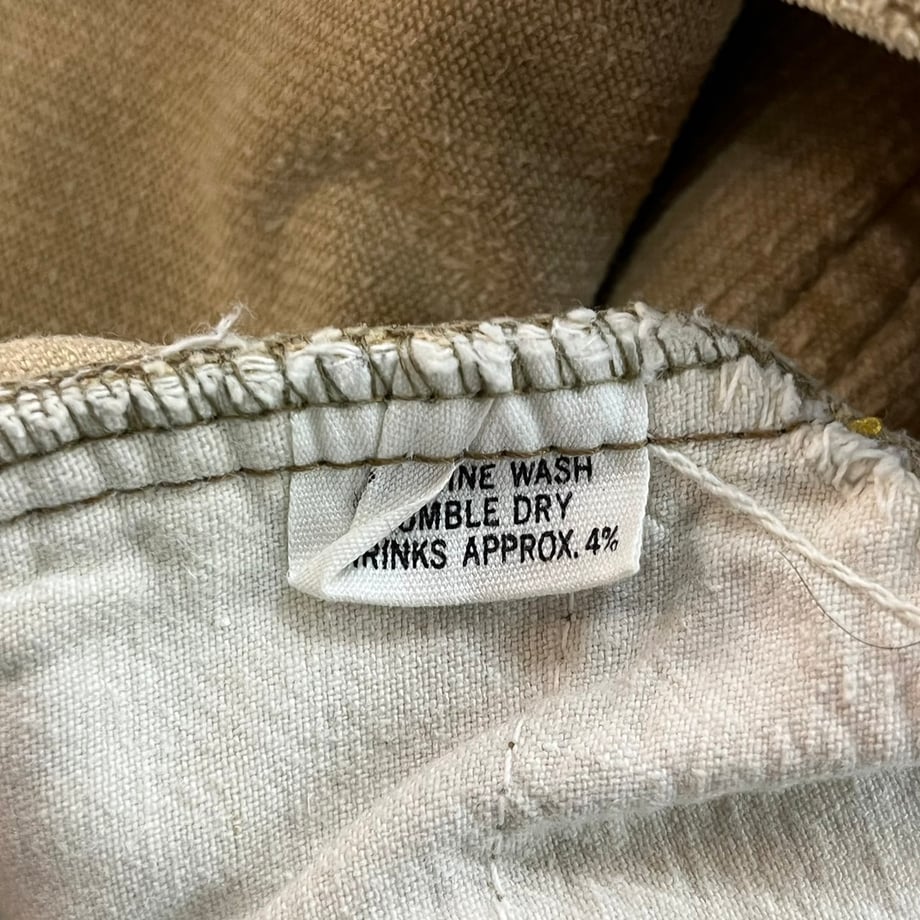 INE WASH
UMBLE DRY
RINKS APPROX. 4%